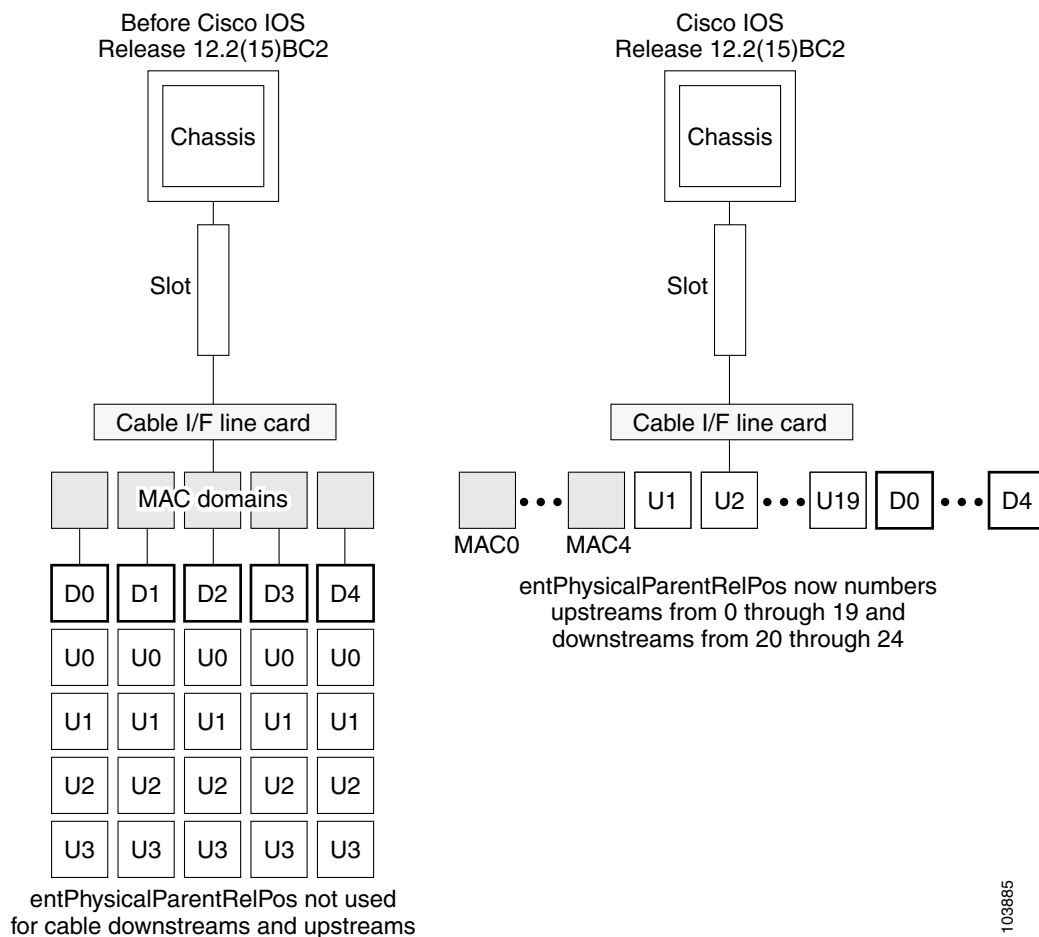 Before Cisco IOS
Release 12.2(15)BC2
Chassis
Slot
Cable I/F line card
MAC domains
D0 D1 D2 D3 D4
U0 U0 U0 U0 U0
U1 U1 U1 U1 U1
U2 U2 U2 U2 U2
U3 U3 U3 U3 U3
entPhysicalParentRelPos not used
for cable downstreams and upstreams
Cisco IOS
Release 12.2(15)BC2
Chassis
Slot
Cable I/F line card
U1 U2 U19 D0 D4
MAC0 MAC4
entPhysicalParentRelPos now numbers
upstreams from 0 through 19 and
downstreams from 20 through 24
103885